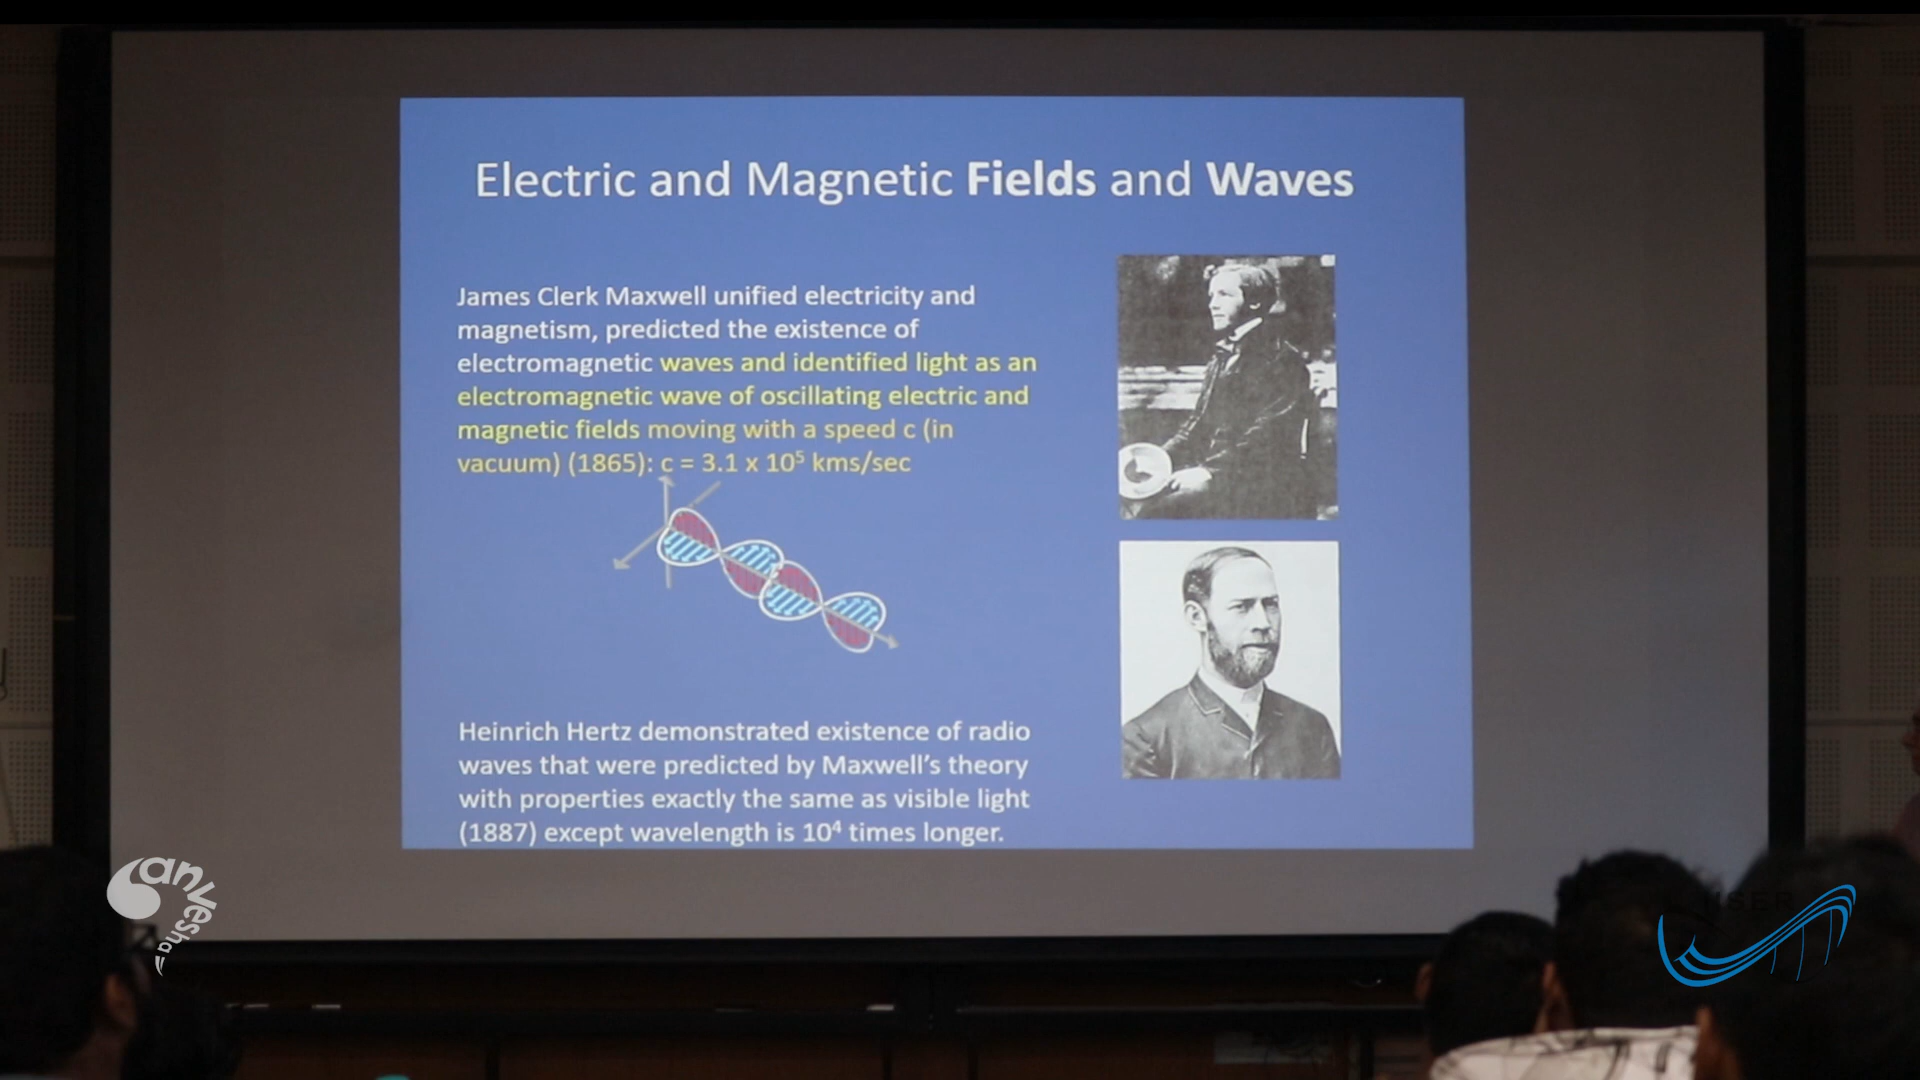 Electric and Magnetic Fields and Waves
James Clerk Maxwell unified electricity and
magnetism, predicted the existence of
electromagnetic waves and identified light as an
electromagnetic wave of oscillating electric and
magnetic fields moving with a speed c (in
vacuum) (1865): c = 3.1 x 10⁵ kms/sec
Heinrich Hertz demonstrated existence of radio
waves that were predicted by Maxwell’s theory
with properties exactly the same as visible light
(1887) except wavelength is 10⁴ times longer.
anvesha
IISER